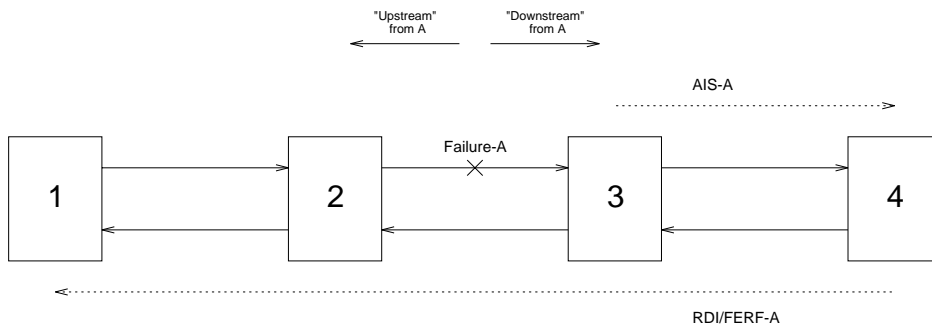 "Upstream"
from A
"Downstream"
from A
AIS-A
Failure-A
1
2
3
4
RDI/FERF-A